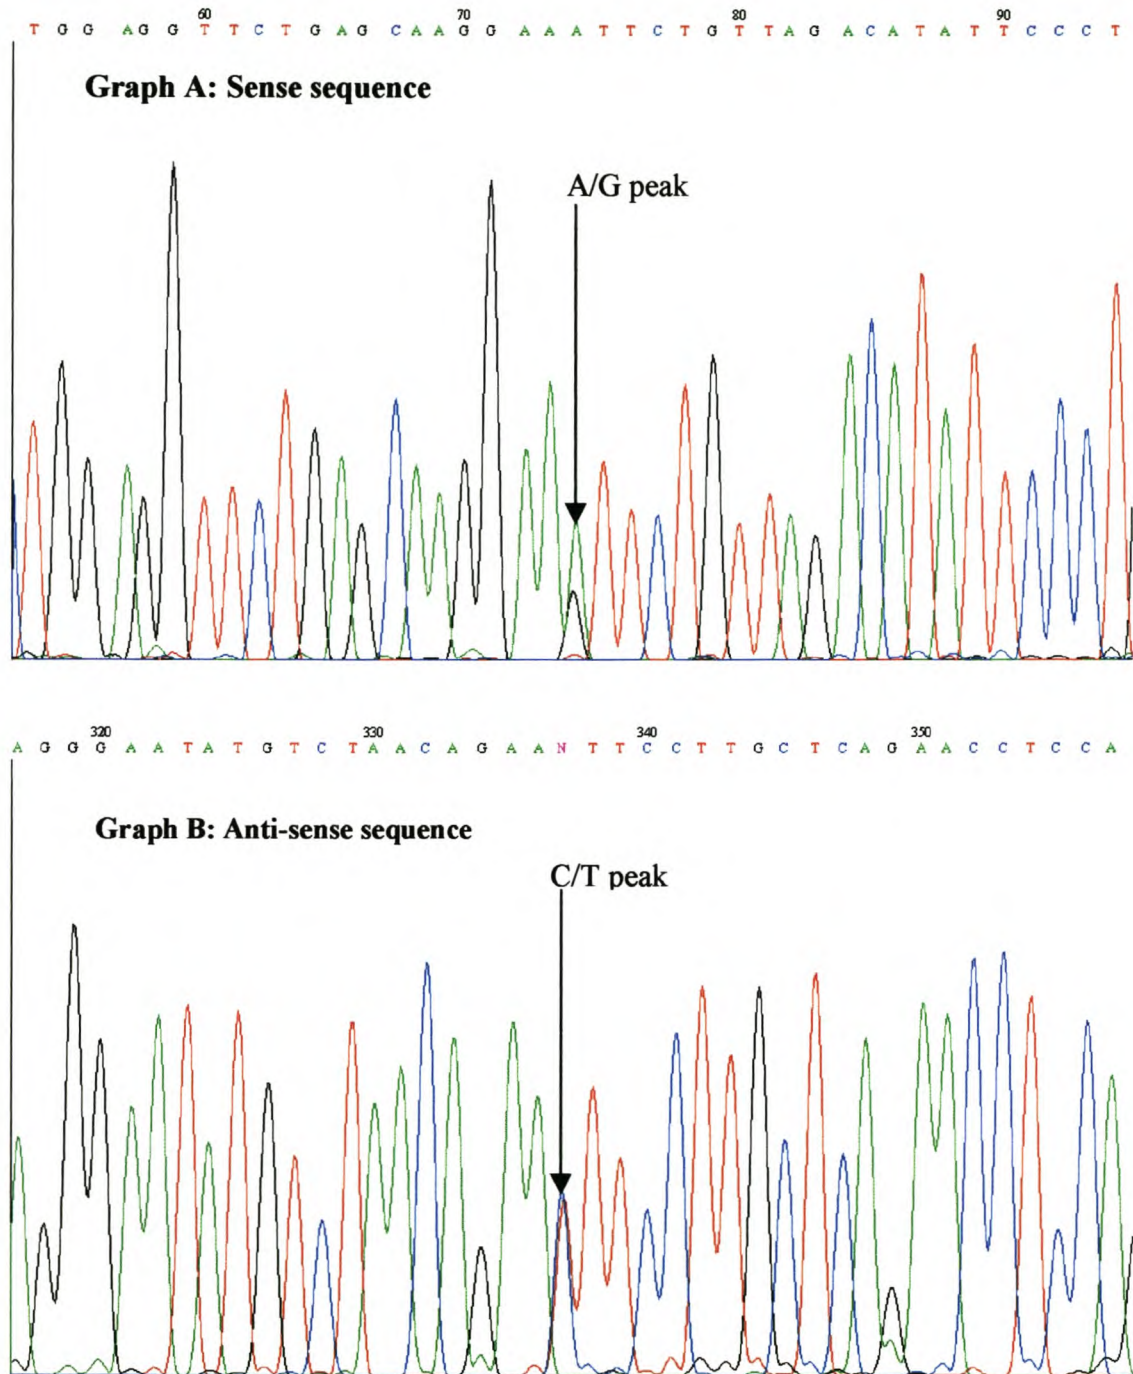 60 70 80 90
T G G A G G T T C T G A G C A A G G A A A T T C T G T T A G A C A T A T T C C C T
Graph A: Sense sequence
A/G peak
320 330 340 350
A G G G A A T A T G T C T A A C A G A A N T T C C T T G C T C A G A A C C T C C A
Graph B: Anti-sense sequence
C/T peak